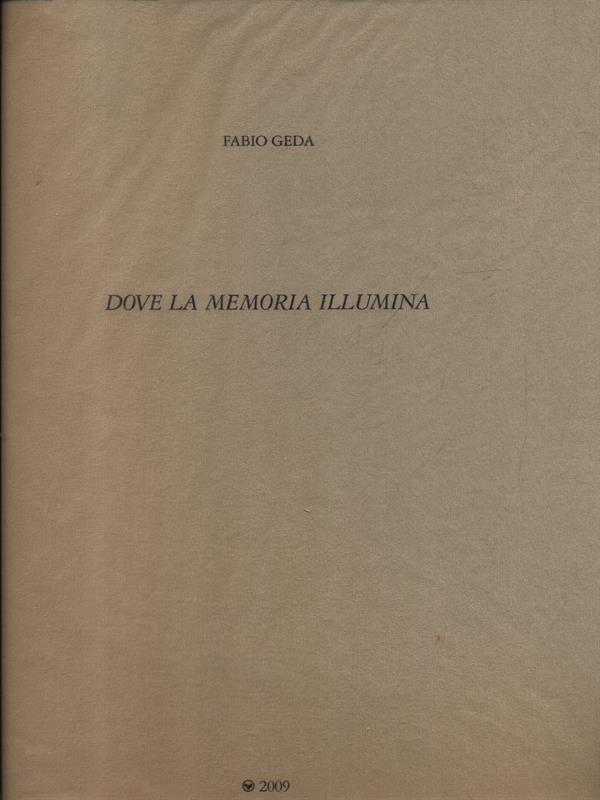 FABIO GEDA
DOVE LA MEMORIA ILLUMINA
2009